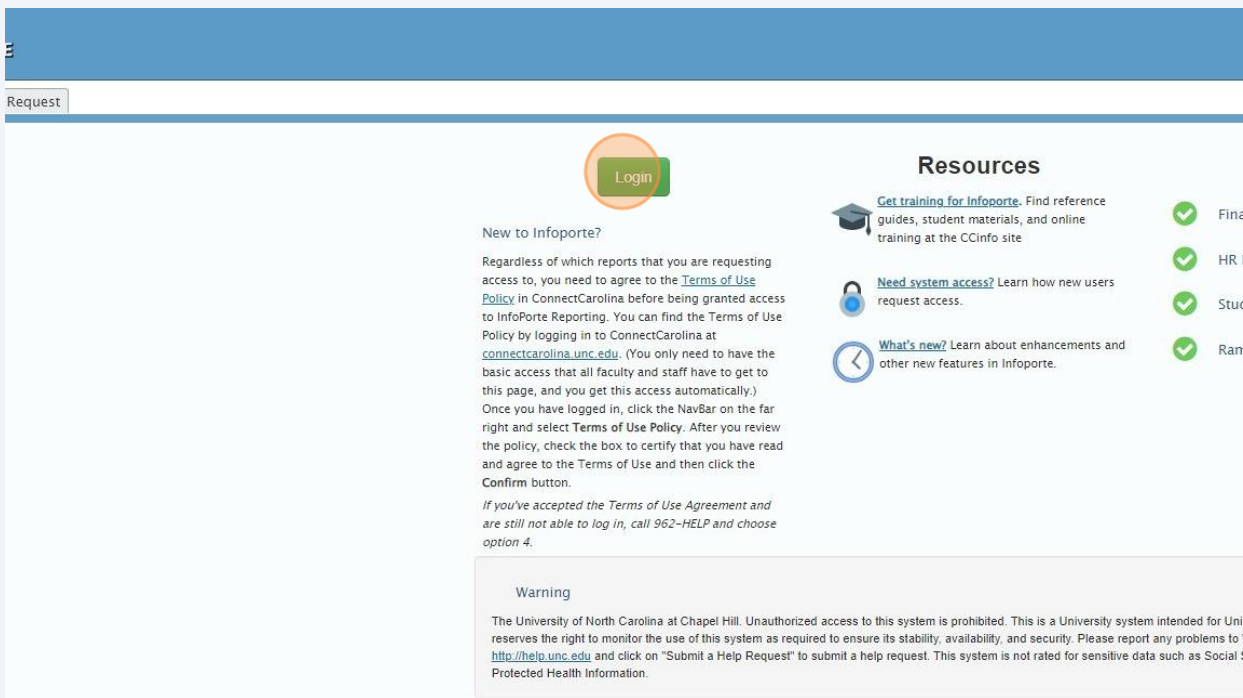 E
Request
Login
New to Infoporte?
Regardless of which reports that you are requesting
access to, you need to agree to the Terms of Use
Policy in ConnectCarolina before being granted access
to InfoPorte Reporting. You can find the Terms of Use
Policy by logging in to ConnectCarolina at
connectcarolina.unc.edu. (You only need to have the
basic access that all faculty and staff have to get to
this page, and you get this access automatically.)
Once you have logged in, click the NavBar on the far
right and select Terms of Use Policy. After you review
the policy, check the box to certify that you have read
and agree to the Terms of Use and then click the
Confirm button.
If you've accepted the Terms of Use Agreement and
are still not able to log in, call 962-HELP and choose
option 4.
Resources
Get training for Infoporte. Find reference
guides, student materials, and online
training at the CCinfo site
Need system access? Learn how new users
request access.
What's new? Learn about enhancements and
other new features in Infoporte.
Fina
HR
Stud
Ram
Warning
The University of North Carolina at Chapel Hill. Unauthorized access to this system is prohibited. This is a University system intended for Uni
reserves the right to monitor the use of this system as required to ensure its stability, availability, and security. Please report any problems to
http://help.unc.edu and click on "Submit a Help Request" to submit a help request. This system is not rated for sensitive data such as Social
Protected Health Information.